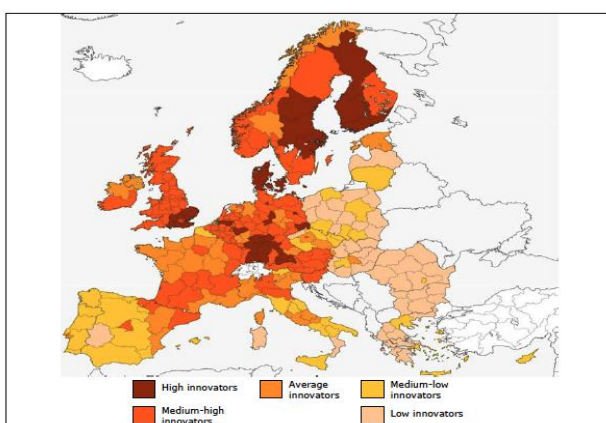 High innovators
Average
innovators
Medium-low
innovators
Medium-high
innovators
Low innovators